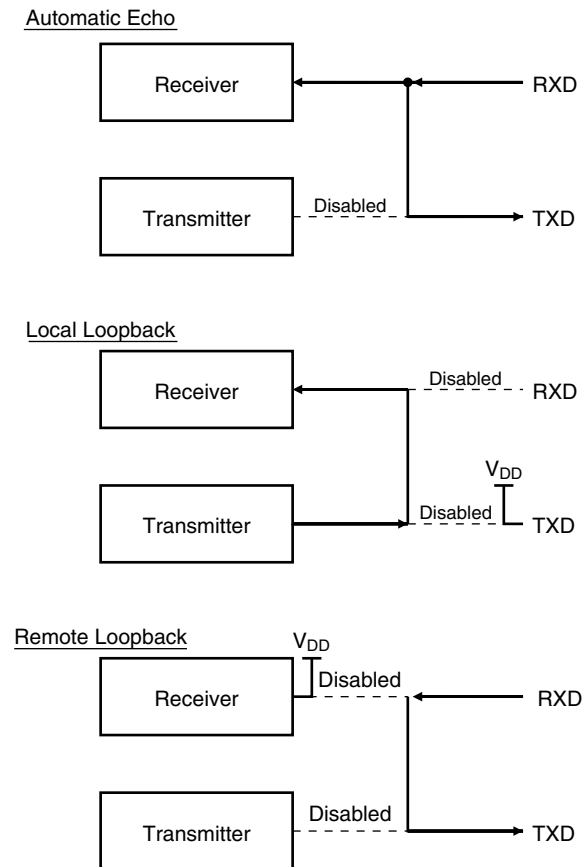 Automatic Echo
Receiver
RXD
Transmitter
Disabled
TXD
Local Loopback
Receiver
Disabled
RXD
VDD
Transmitter
Disabled
TXD
Remote Loopback
VDD
Receiver
Disabled
RXD
Transmitter
Disabled
TXD